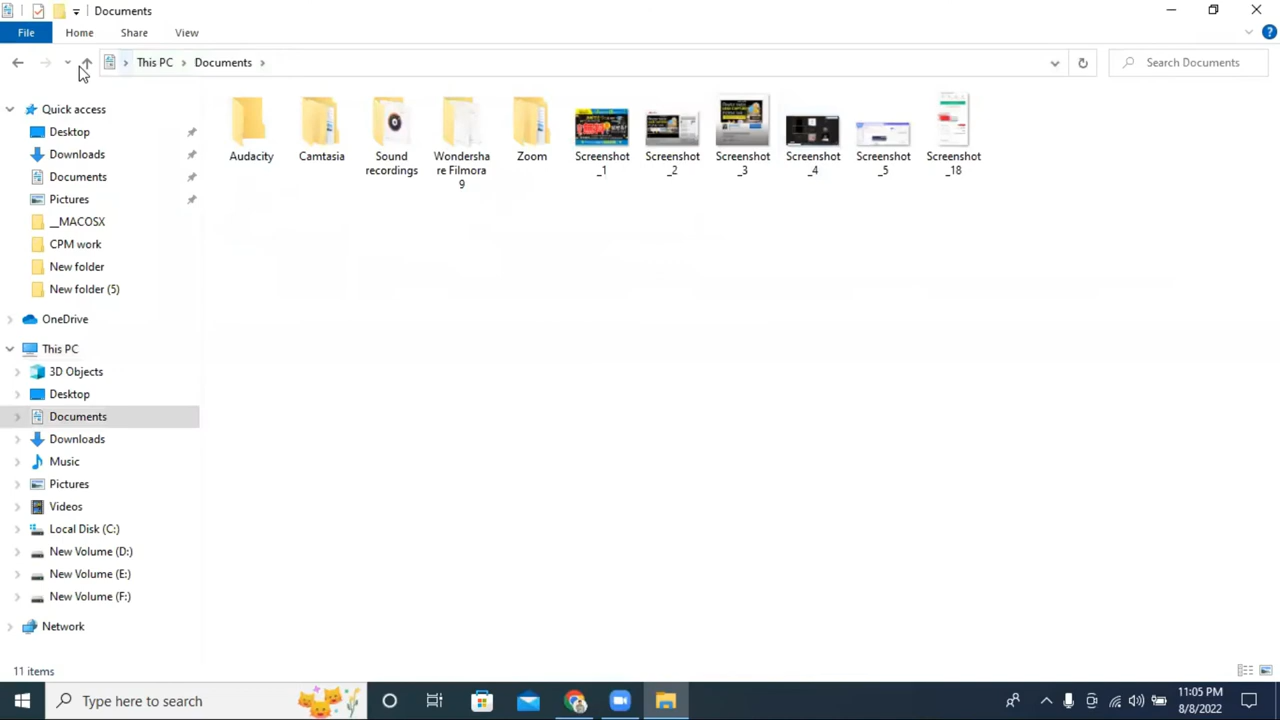 Documents
File Home Share View
This PC Documents Search Documents
Quick access
Desktop
Downloads
Documents
Pictures
__MACOSX
CPM work
New folder
New folder (5)
OneDrive
This PC
3D Objects
Desktop
Documents
Downloads
Music
Pictures
Videos
Local Disk (C:)
New Volume (D:)
New Volume (E:)
New Volume (F:)
Network
Audacity
Camtasia
Sound
recordings
Wondersha
re Filmora
9
Zoom
Screenshot
_1
Screenshot
_2
Screenshot
_3
Screenshot
_4
Screenshot
_5
Screenshot
_18
11 items
Type here to search
11:05 PM
8/8/2022